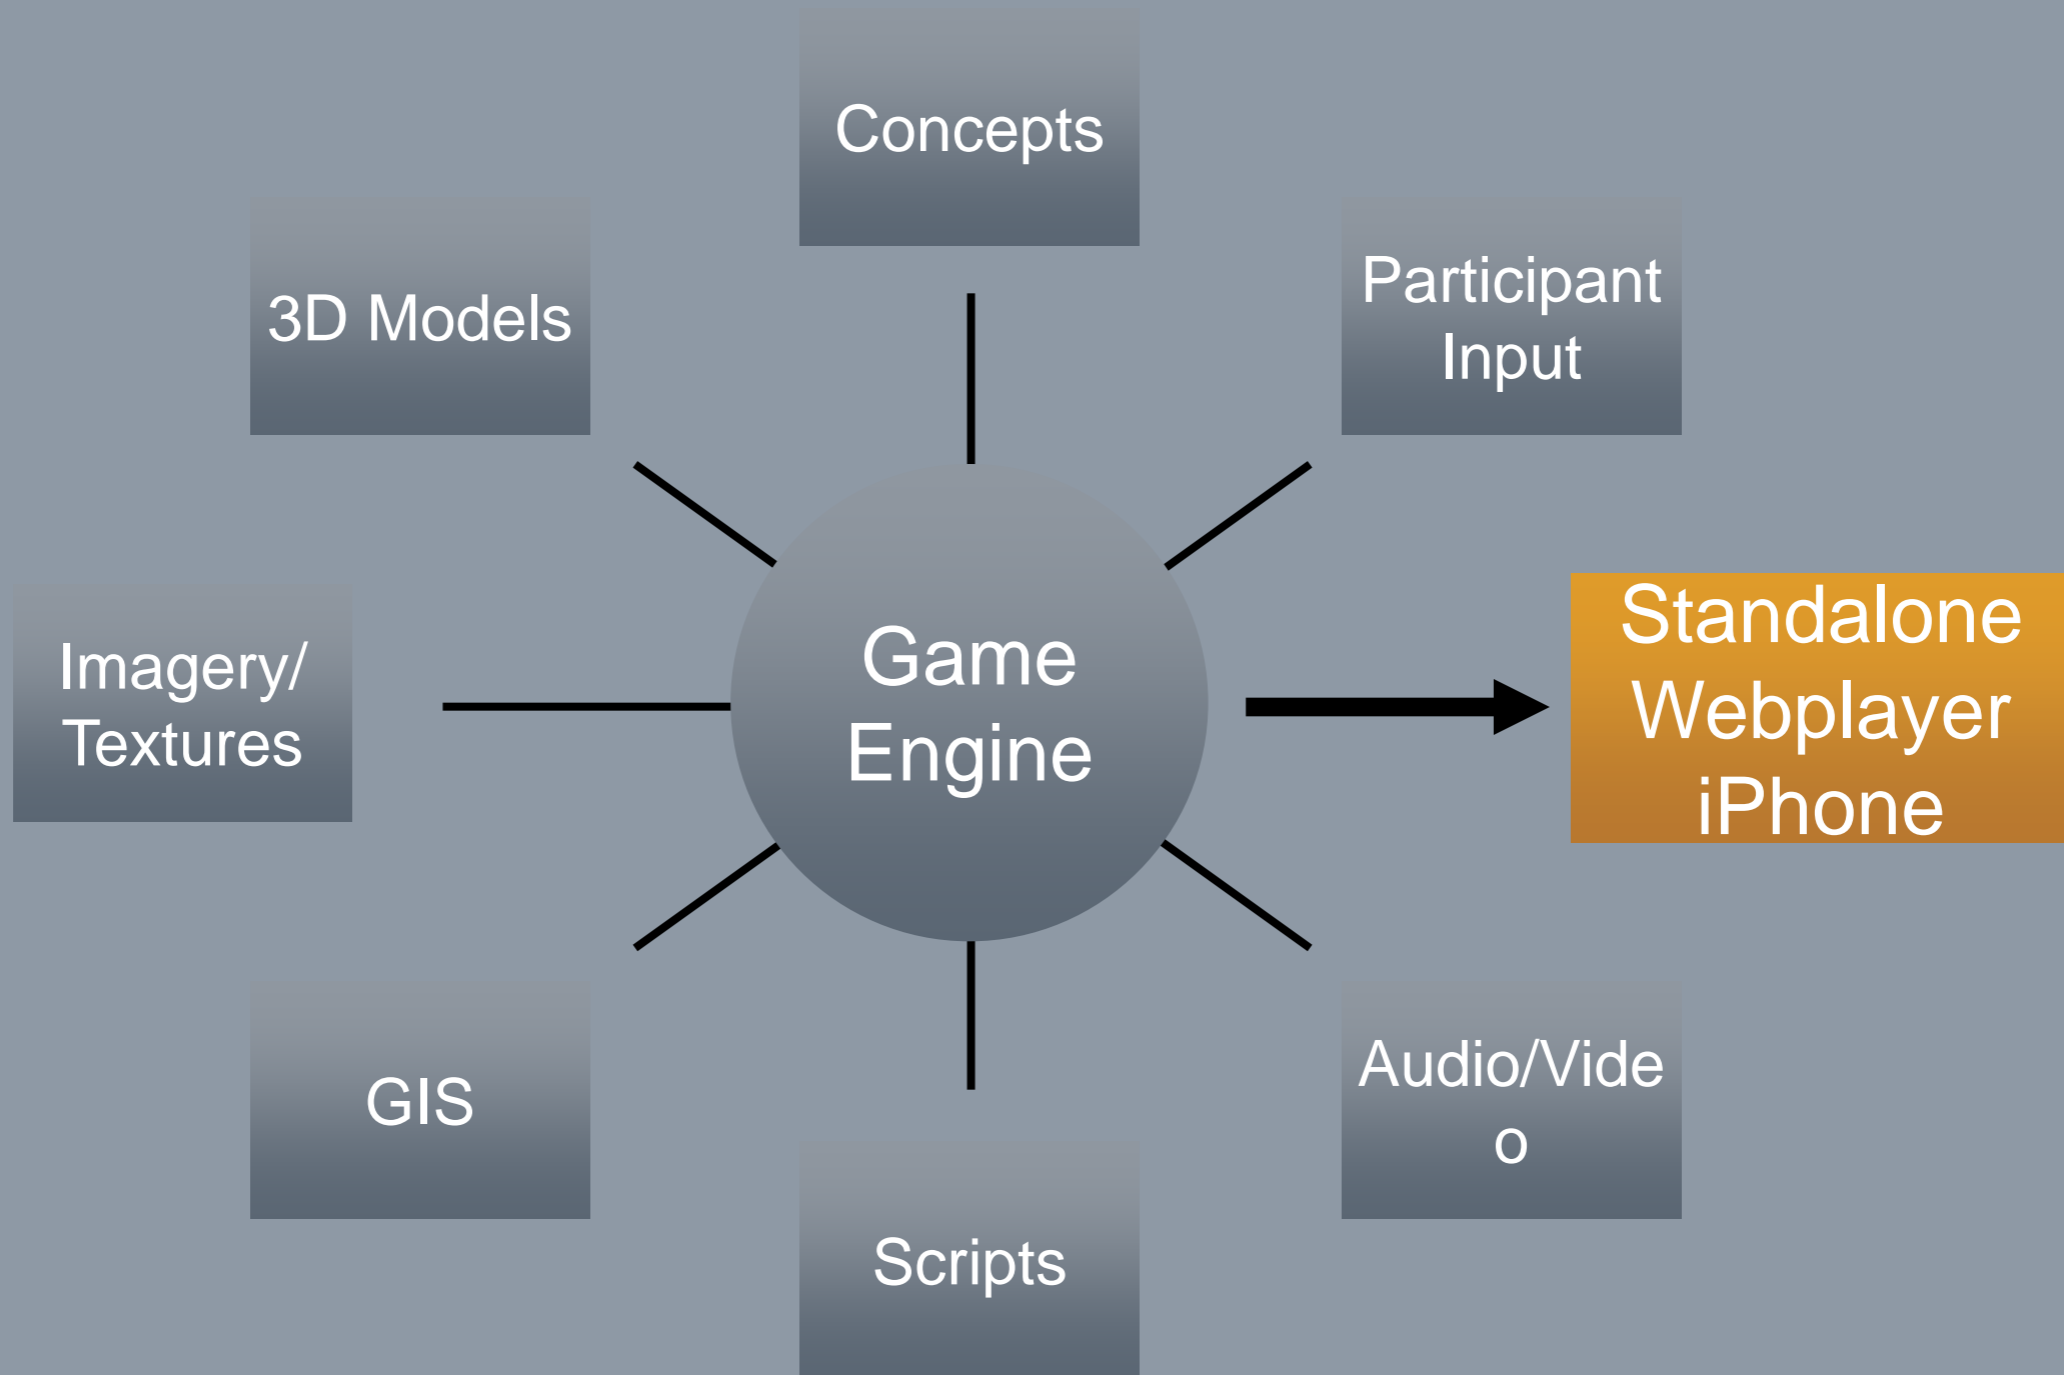 Concepts
3D Models
Participant
Input
Imagery/
Textures
Game
Engine
Standalone
Webplayer
iPhone
GIS
Audio/Vide
o
Scripts